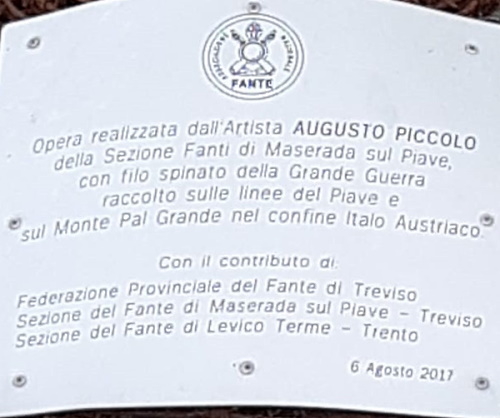 ASSOCIAZIONE NAZIONALE
FANTE
Opera realizzata dall'Artista AUGUSTO PICCOLO
della Sezione Fanti di Maserada sul Piave,
con filo spinato della Grande Guerra
raccolto sulle linee del Piave e
sul Monte Pal Grande nel confine Italo Austriaco.
Con il contributo di:
Federazione Provinciale del Fante di Treviso
Sezione del Fante di Maserada sul Piave - Treviso
Sezione del Fante di Levico Terme - Trento
6 Agosto 2017